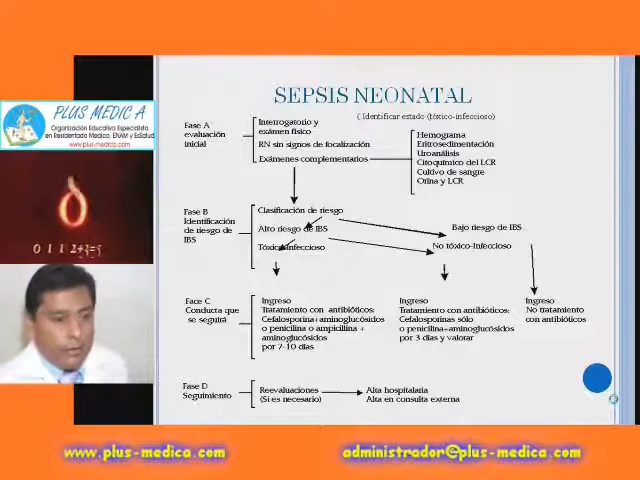 SEPSIS NEONATAL
( Identificar estado (tóxico-infeccioso)
PLUS MEDIC A
Organización Educativa Especialista
en Residentado Medico, ENAM y EsSalud
www.plus-medica.com
Fase A
evaluación
inicial
Interrogatorio y
exámen físico
RN sin signos de focalización
Exámenes complementarios
Hemograma
Eritrosedimentación
Uroanálisis
Citoquímico del LCR
Cultivo de sangre
Orina y LCR
Fase B
Identificación
de riesgo de
IBS
Clasificación de riesgo
Alto riesgo de IBS
Tóxico-infeccioso
Bajo riesgo de IBS
No tóxico-Infeccioso
Face C
Conducta que
se seguirá
Ingreso
Tratamiento con antibióticos:
Cefalosporina+aminoglucósidos
o penicilina o ampicilina +
aminoglucósidos
por 7-10 días
Ingreso
Tratamiento con antibióticos:
Cefalosporinas sólo
o penicilina+aminoglucósidos
por 3 días y valorar
Ingreso
No tratamiento
con antibióticos
Fase D
Seguimiento
Reevaluaciones
(Si es necesario)
Alta hospitalaria
Alta en consulta externa
www.plus-medica.com
administrador@plus-medica.com